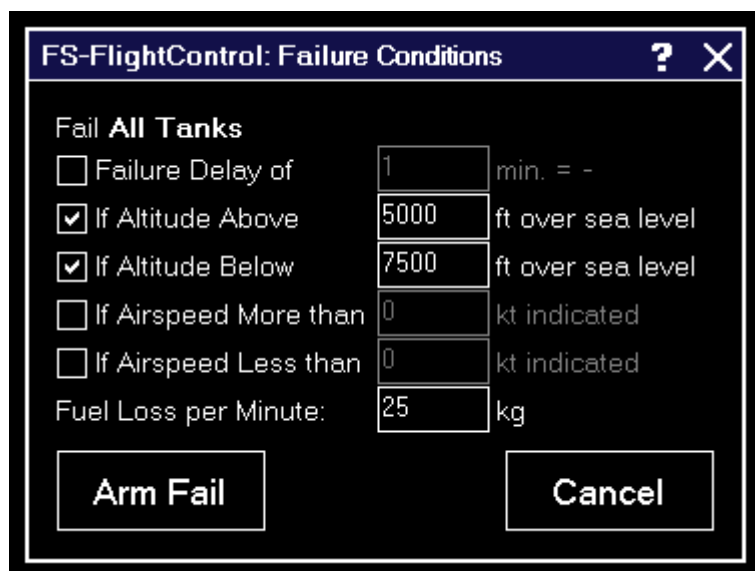 FS-FlightControl: Failure Conditions ?
Fail All Tanks
Failure Delay of 1 min. = -
If Altitude Above 5000 ft over sea level
If Altitude Below 7500 ft over sea level
If Airspeed More than 0 kt indicated
If Airspeed Less than 0 kt indicated
Fuel Loss per Minute: 25 kg
Arm Fail Cancel